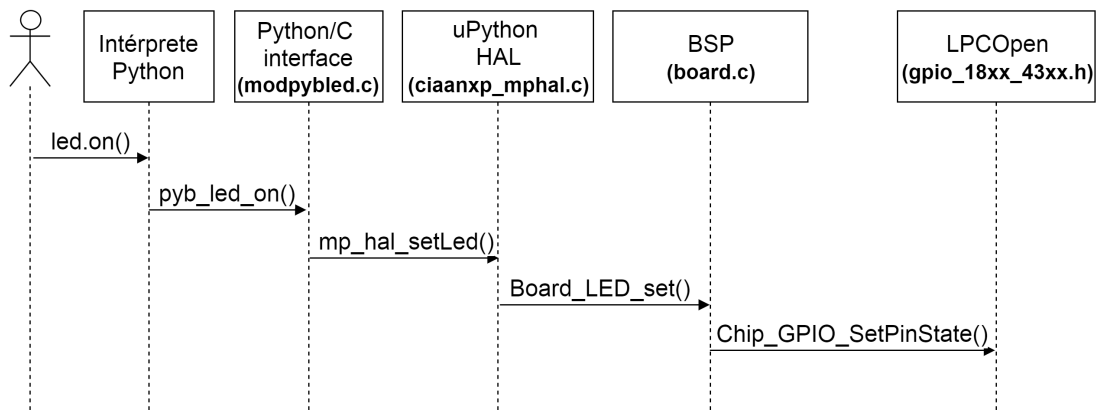 Intérprete
Python
Python/C
interface
(modpybled.c)
uPython
HAL
(ciaanxp_mphal.c)
BSP
(board.c)
LPCOpen
(gpio_18xx_43xx.h)
led.on()
pyb_led_on()
mp_hal_setLed()
Board_LED_set()
Chip_GPIO_SetPinState()